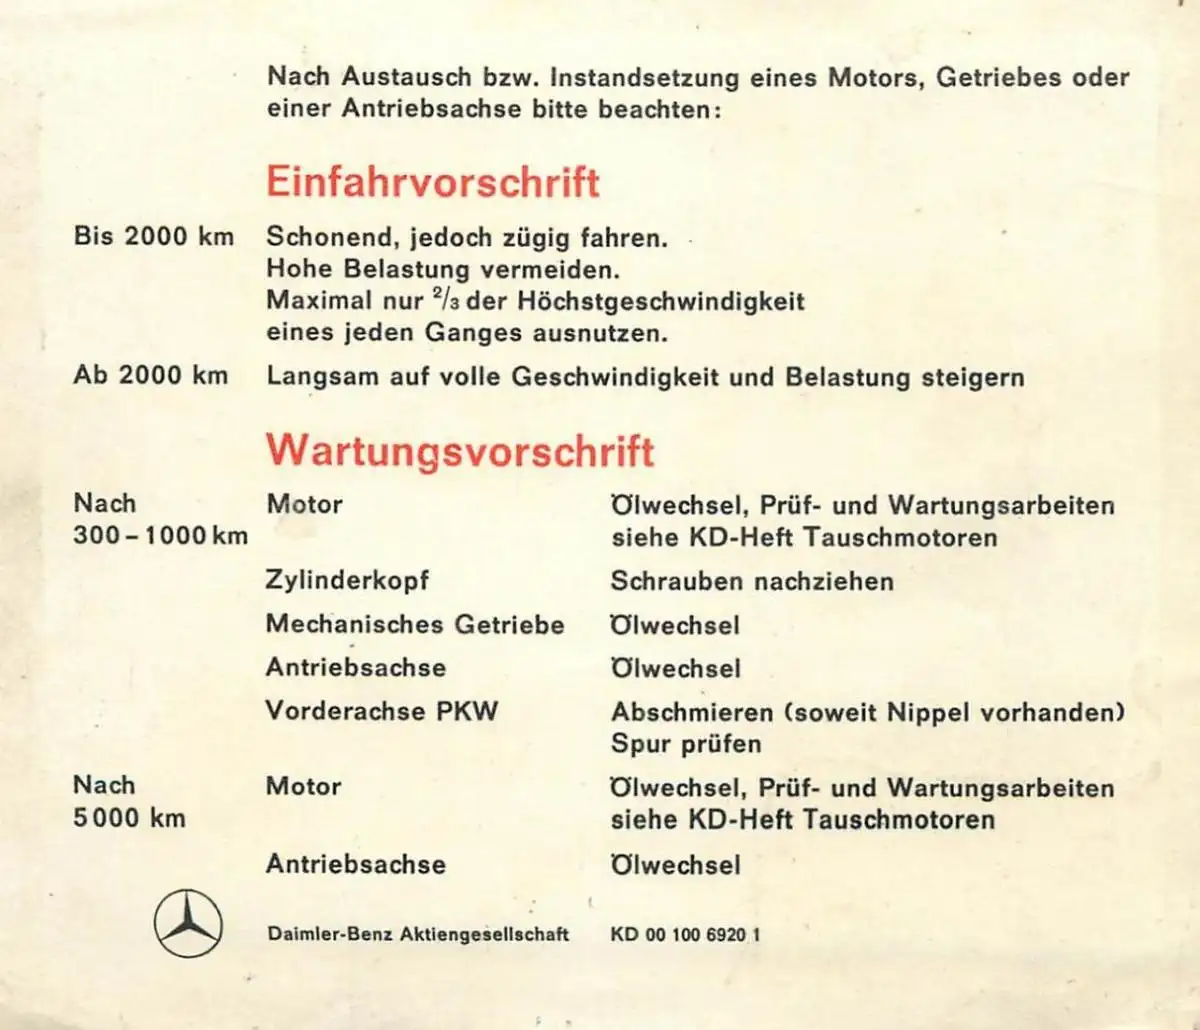 Nach Austausch bzw. Instandsetzung eines Motors, Getriebes oder
einer Antriebsachse bitte beachten:
Einfahrvorschrift
Bis 2000 km Schonend, jedoch zügig fahren.
Hohe Belastung vermeiden.
Maximal nur 2/3 der Höchstgeschwindigkeit
eines jeden Ganges ausnutzen.
Ab 2000 km Langsam auf volle Geschwindigkeit und Belastung steigern
Wartungsvorschrift
Nach Motor Ölwechsel, Prüf- und Wartungsarbeiten
300-1000 km siehe KD-Heft Tauschmotoren
Zylinderkopf Schrauben nachziehen
Mechanisches Getriebe Ölwechsel
Antriebsachse Ölwechsel
Vorderachse PKW Abschmieren (soweit Nippel vorhanden)
Spur prüfen
Nach Motor Ölwechsel, Prüf- und Wartungsarbeiten
5000 km siehe KD-Heft Tauschmotoren
Antriebsachse Ölwechsel
Daimler-Benz Aktiengesellschaft KD 00 100 6920 1